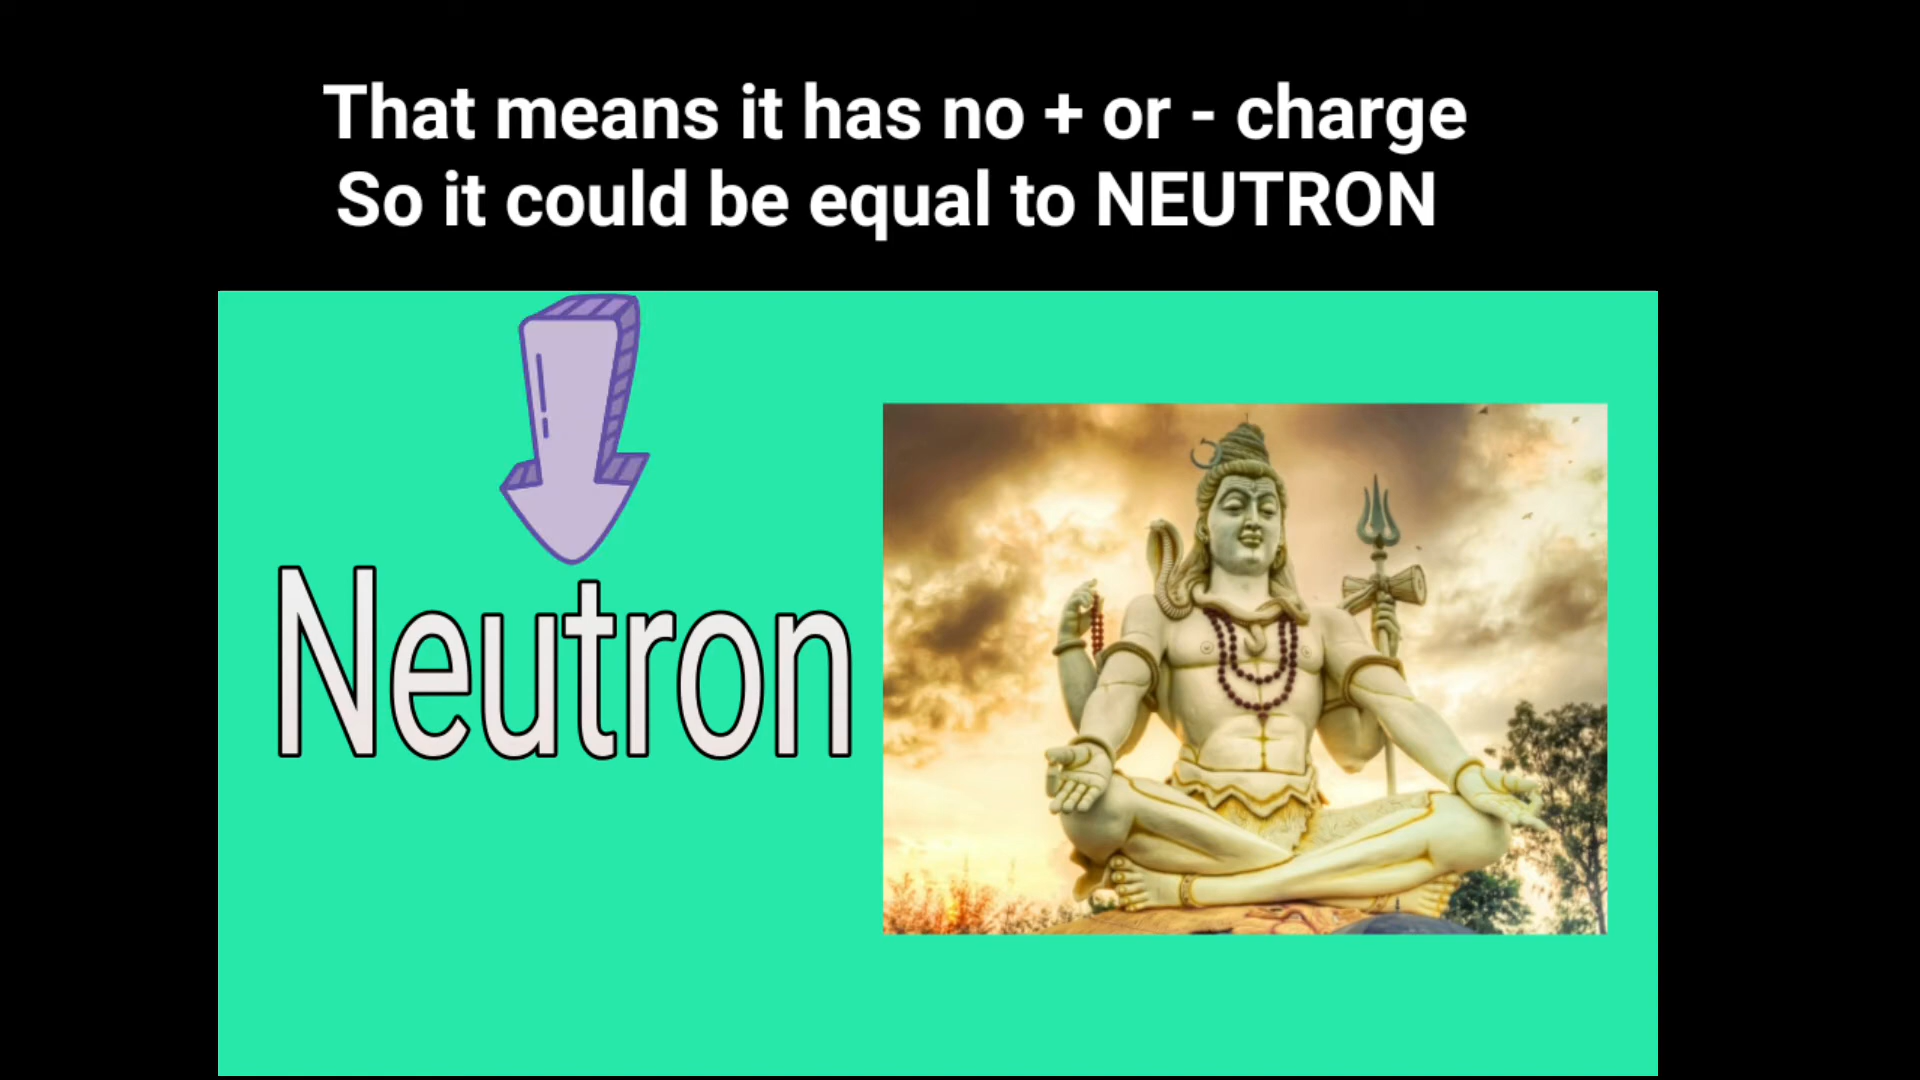 That means it has no + or - charge
So it could be equal to NEUTRON
Neutron